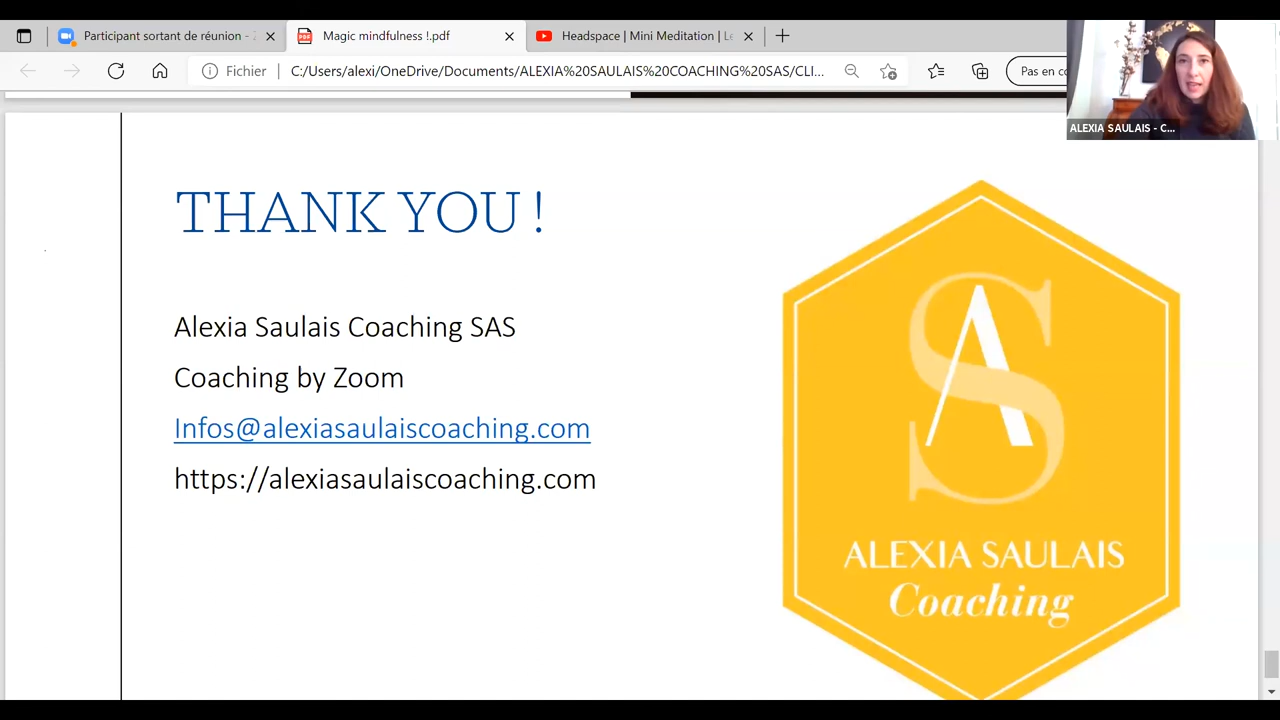 Participant sortant de réunion -
Magic mindfulness !.pdf
Headspace | Mini Meditation |
Fichier
C:/Users/alexi/OneDrive/Documents/ALEXIA%20SAULAIS%20COACHING%20SAS/CLI...
Pas en
ALEXIA SAULAIS - C...
THANK YOU !
Alexia Saulais Coaching SAS
Coaching by Zoom
Infos@alexiasaulaiscoaching.com
https://alexiasaulaiscoaching.com
AS
ALEXIA SAULAIS
Coaching